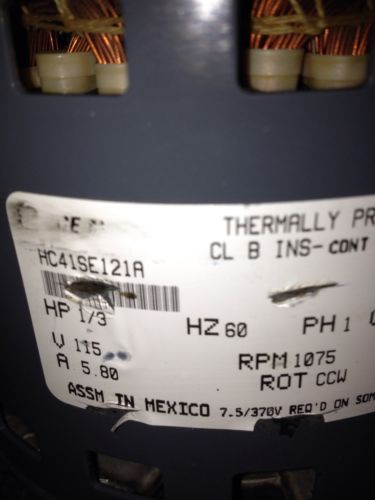 THERMALLY PR
CL B INS-CONT
HC41SE121A
HP 1/3
HZ 60
PH 1
V 115
A 5.80
RPM 1075
ROT CCW
ASSM IN MEXICO 7.5/370V REQ'D ON SOM